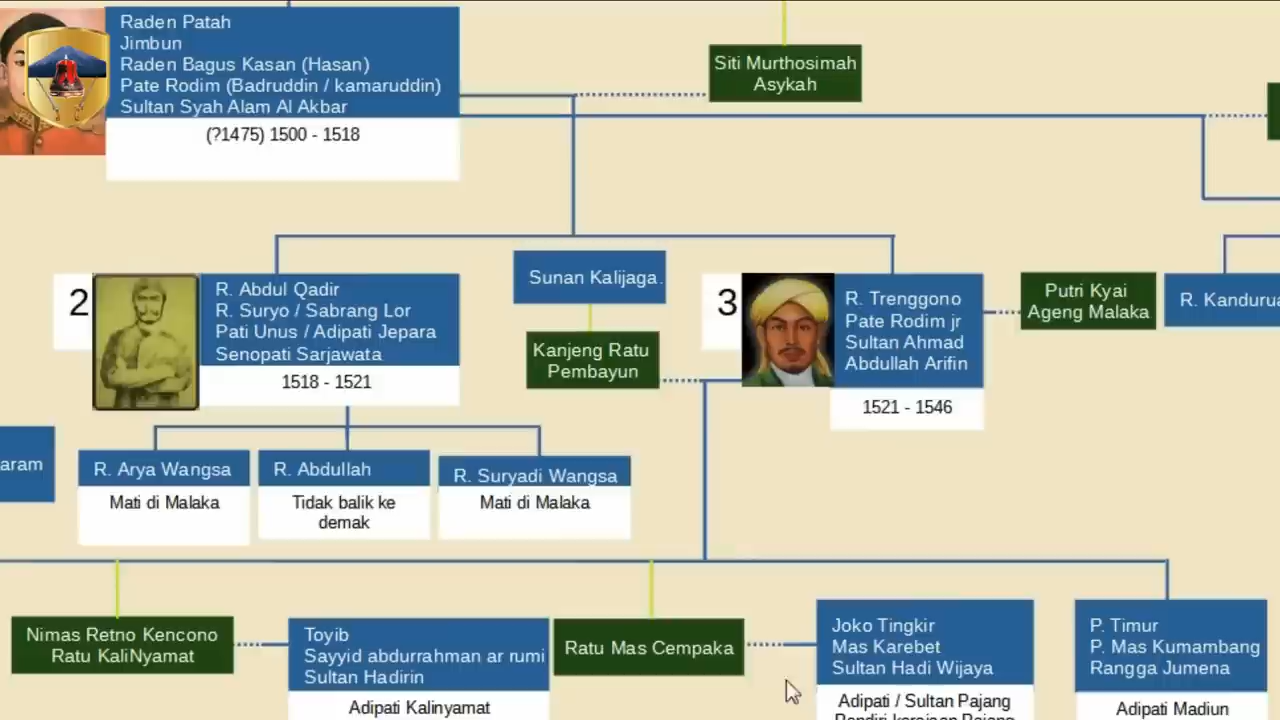 Raden Patah
Jimbun
Raden Bagus Kasan (Hasan)
Pate Rodim (Badruddin / kamaruddin)
Sultan Syah Alam Al Akbar
(?1475) 1500 - 1518
Siti Murthosimah
Asykah
2
R. Abdul Qadir
R. Suryo / Sabrang Lor
Pati Unus / Adipati Jepara
Senopati Sarjawata
1518 - 1521
Sunan Kalijaga.
Kanjeng Ratu
Pembayun
3
R. Trenggono
Pate Rodim jr
Sultan Ahmad
Abdullah Arifin
1521 - 1546
Putri Kyai
Ageng Malaka
R. Kandurua
aram
R. Arya Wangsa
Mati di Malaka
R. Abdullah
Tidak balik ke
demak
R. Suryadi Wangsa
Mati di Malaka
Nimas Retno Kencono
Ratu KaliNyamat
Toyib
Sayyid abdurrahman ar rumi
Sultan Hadirin
Adipati Kalinyamat
Ratu Mas Cempaka
Joko Tingkir
Mas Karebet
Sultan Hadi Wijaya
Adipati / Sultan Pajang
Pendiri kerajaan Pajang
P. Timur
P. Mas Kumambang
Rangga Jumena
Adipati Madiun